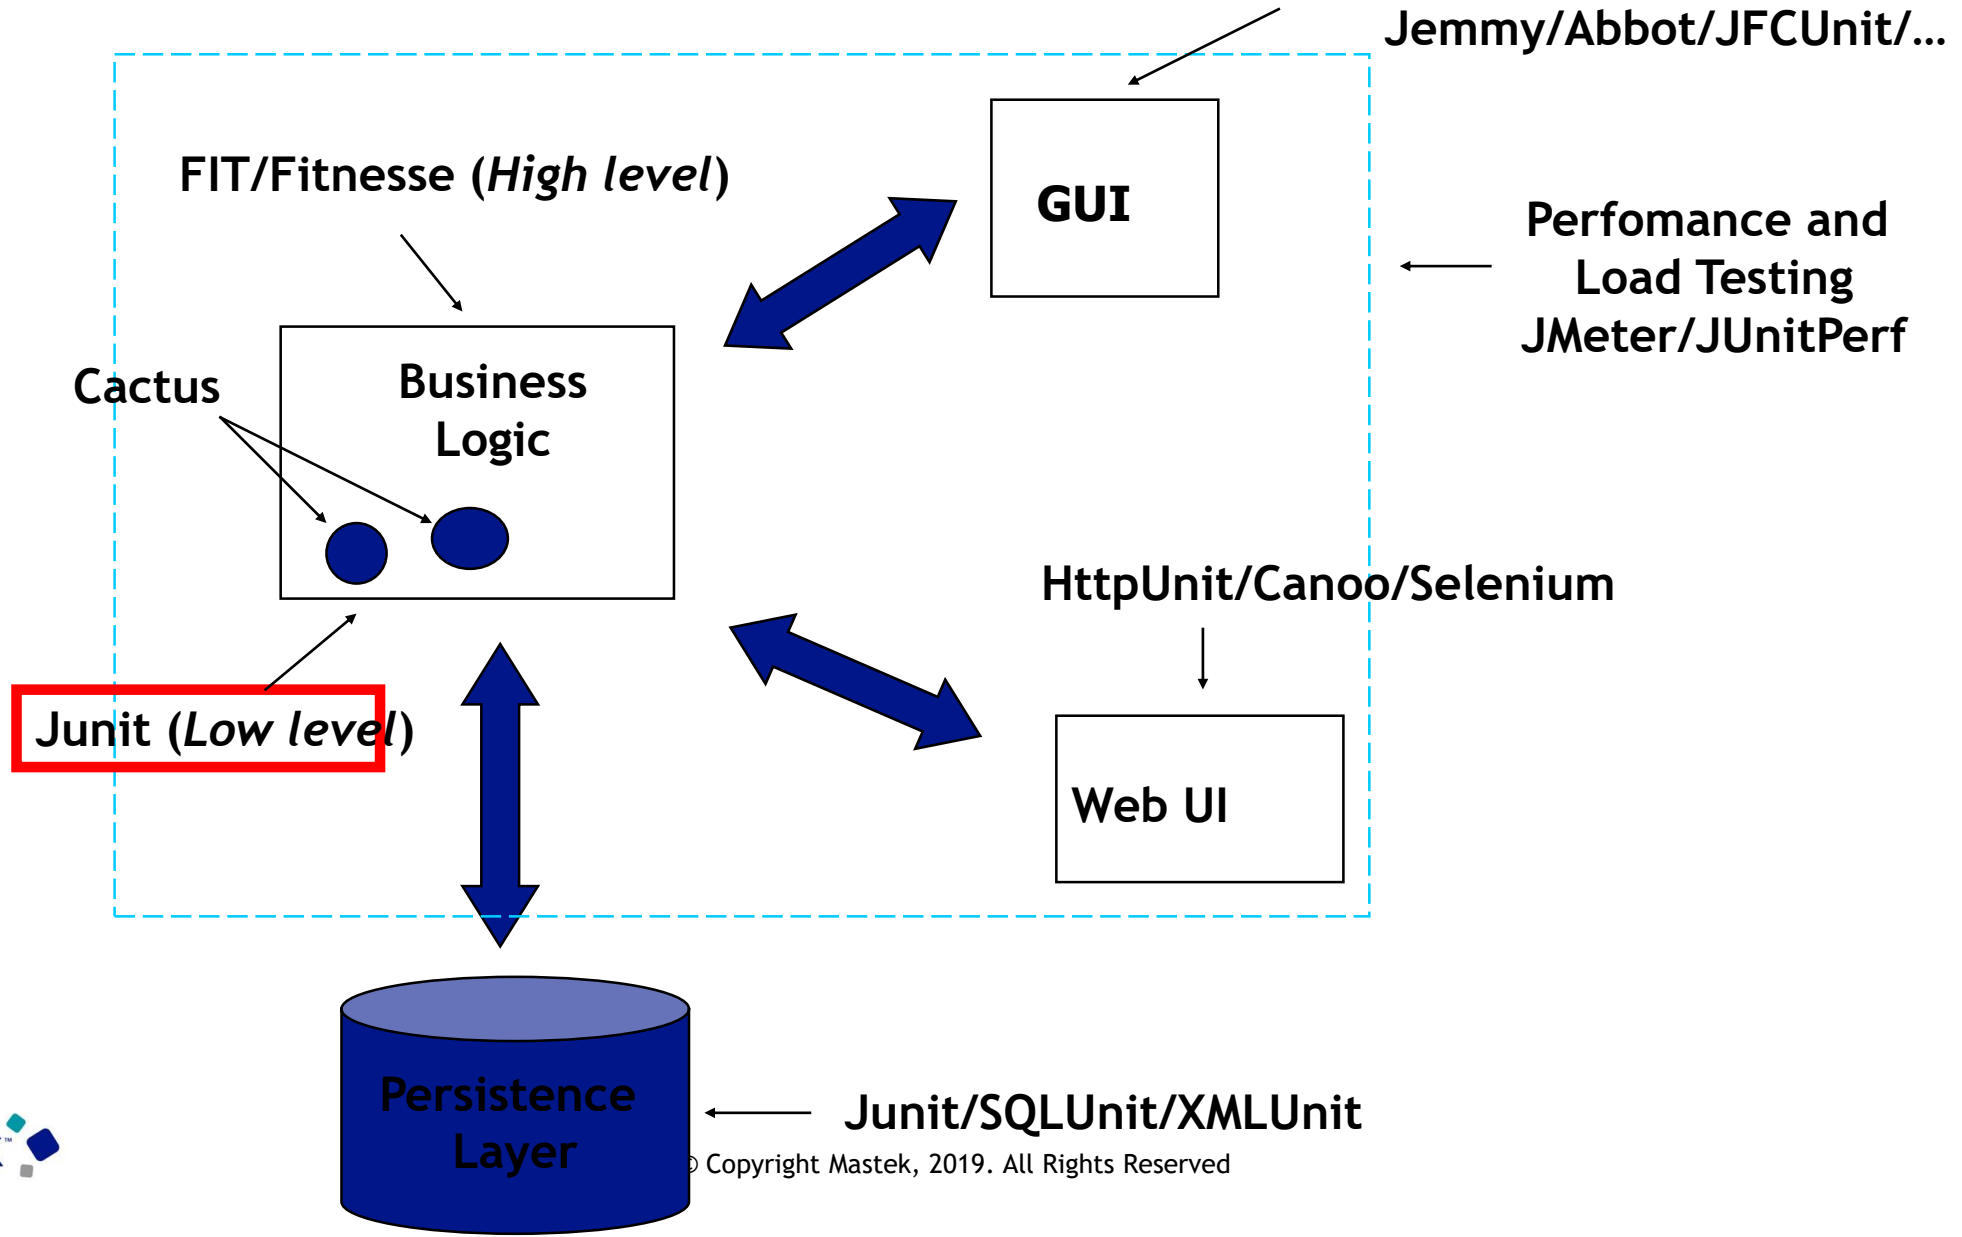 Jemmy/Abbot/JFCUnit/…
FIT/Fitnesse (High level)
GUI
Perfomance and
Load Testing
JMeter/JUnitPerf
Cactus
Business
Logic
HttpUnit/Canoo/Selenium
Junit (Low level)
Web UI
Persistence
Layer
Junit/SQLUnit/XMLUnit
© Copyright Mastek, 2019. All Rights Reserved